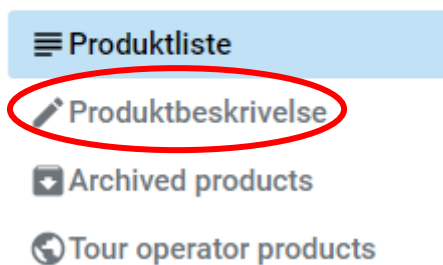 Produktliste
Produktbeskrivelse
Archived products
Tour operator products